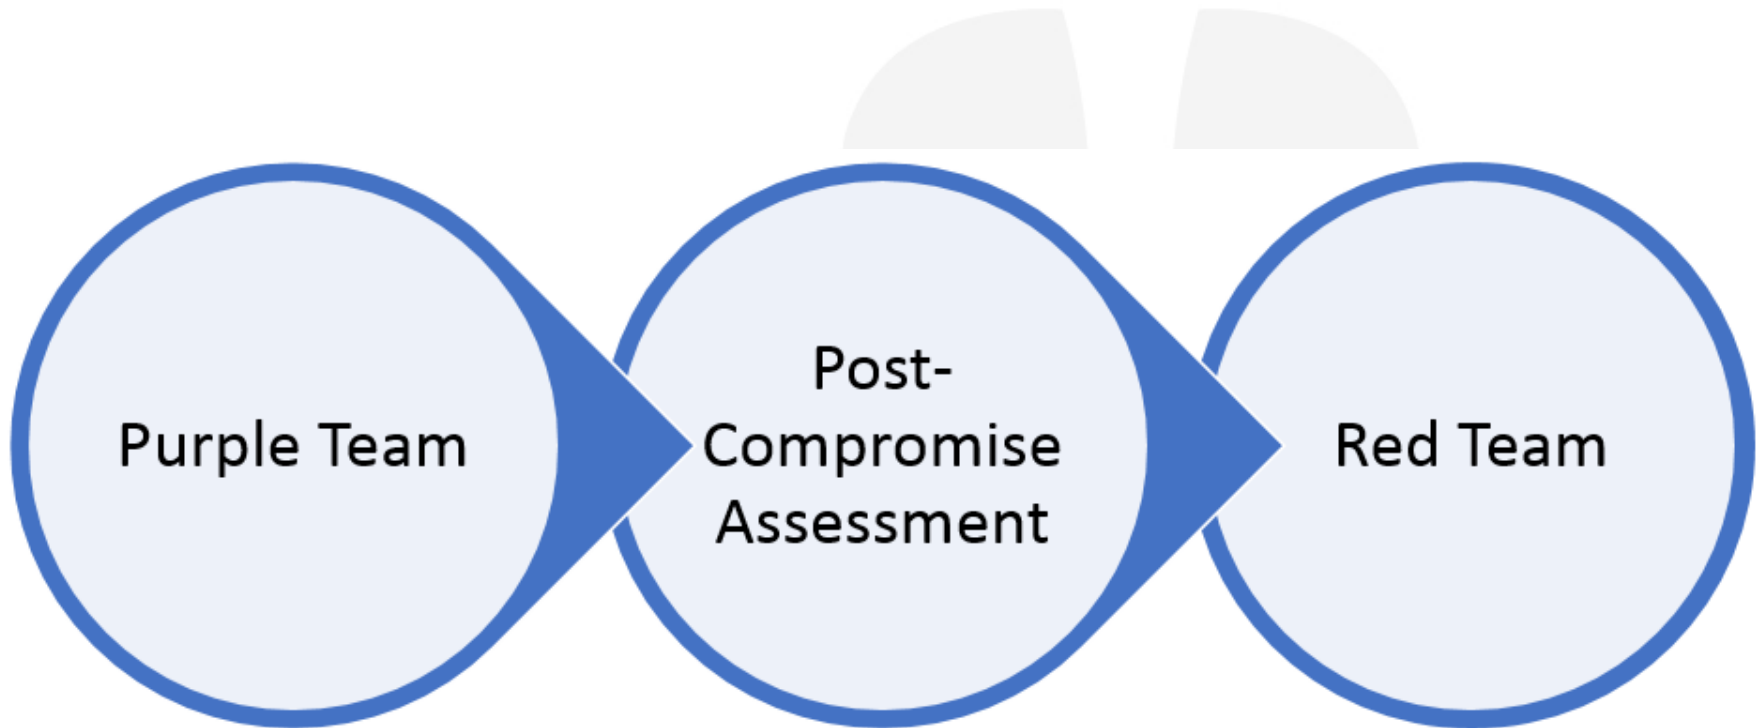 Purple Team
Post-
Compromise
Assessment
Red Team